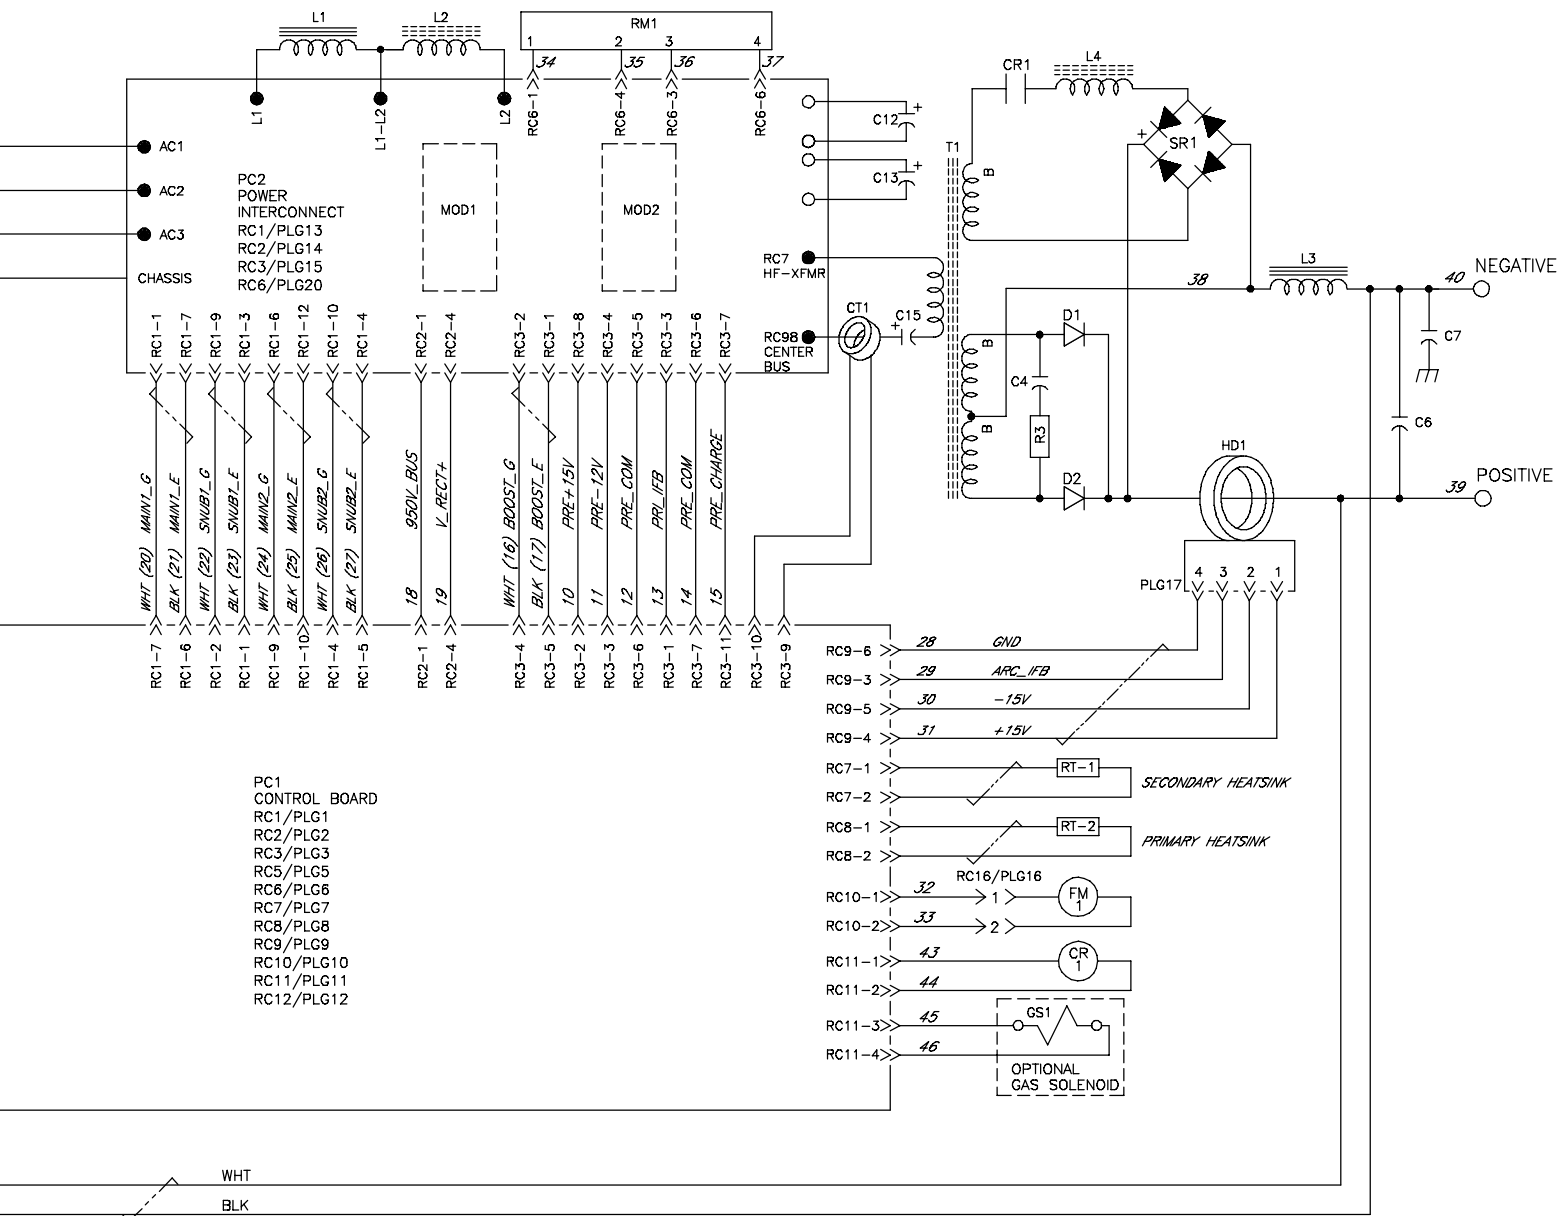 L1
L2
RM1
1
2
3
4
34
35
36
37
L1
L1-L2
L2
RC6-1
RC6-4
RC6-3
RC6-6
CR1
L4
C12
+
C13
+
T1
B
+
SR1
AC1
AC2
AC3
CHASSIS
PC2
POWER
INTERCONNECT
RC1/PLG13
RC2/PLG14
RC3/PLG15
RC6/PLG20
MOD1
MOD2
RC7
HF-XFMR
RC98
CENTER
BUS
CT1
+
C15
38
L3
40
NEGATIVE
C7
C6
B
D1
C4
R3
B
D2
HD1
39
POSITIVE
RC1-1
RC1-7
RC1-9
RC1-3
RC1-6
RC1-12
RC1-10
RC1-4
RC2-1
RC2-4
RC3-2
RC3-1
RC3-8
RC3-4
RC3-5
RC3-3
RC3-6
RC3-7
WHT (20) MAIN1_G
BLK (21) MAIN1_E
WHT (22) SNUB1_G
BLK (23) SNUB1_E
WHT (24) MAIN2_G
BLK (25) MAIN2_E
WHT (26) SNUB2_G
BLK (27) SNUB2_E
18 950V_BUS
19 V_RECT+
WHT (16) BOOST_G
BLK (17) BOOST_E
10 PRE+15V
11 PRE-12V
12 PRE_COM
13 PRI_IFB
14 PRE_COM
15 PRE_CHARGE
RC1-7
RC1-6
RC1-2
RC1-1
RC1-9
RC1-10
RC1-4
RC1-5
RC2-1
RC2-4
RC3-4
RC3-5
RC3-2
RC3-3
RC3-6
RC3-1
RC3-7
RC3-11
RC3-10
RC3-9
PLG17
4
3
2
1
RC9-6 28 GND
RC9-3 29 ARC_IFB
RC9-5 30 -15V
RC9-4 31 +15V
RC7-1
RT-1
RC7-2
SECONDARY HEATSINK
RC8-1
RT-2
RC8-2
PRIMARY HEATSINK
RC16/PLG16
RC10-1 32 1
FM
1
RC10-2 33 2
RC11-1 43
CR
1
RC11-2 44
RC11-3 45
GS1
RC11-4 46
OPTIONAL
GAS SOLENOID
PC1
CONTROL BOARD
RC1/PLG1
RC2/PLG2
RC3/PLG3
RC5/PLG5
RC6/PLG6
RC7/PLG7
RC8/PLG8
RC9/PLG9
RC10/PLG10
RC11/PLG11
RC12/PLG12
WHT
BLK